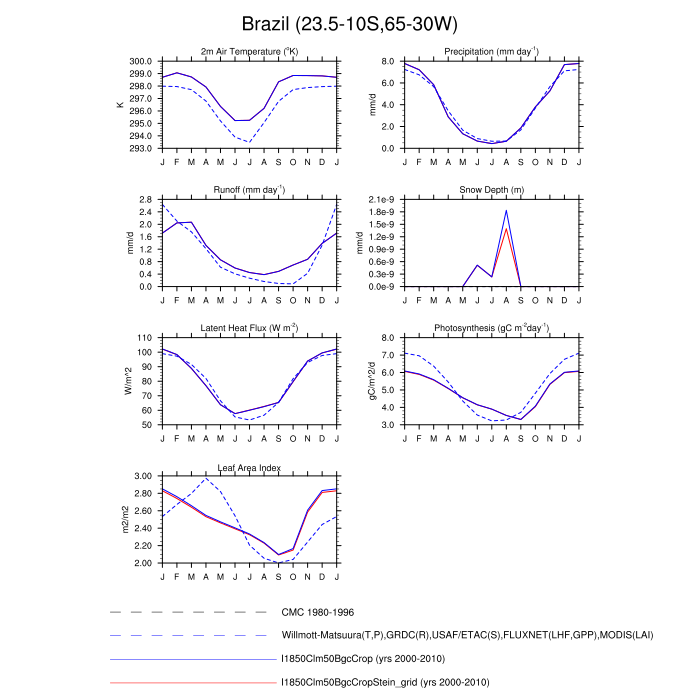 Brazil (23.5-10S,65-30W)
2m Air Temperature (°K)
300.0
299.0
298.0
297.0
296.0
295.0
294.0
293.0
K
J F M A M J J A S O N D J
Precipitation (mm day⁻¹)
8.0
6.0
4.0
2.0
0.0
mm/d
J F M A M J J A S O N D J
Runoff (mm day⁻¹)
2.8
2.4
2.0
1.6
1.2
0.8
0.4
0.0
mm/d
J F M A M J J A S O N D J
Snow Depth (m)
2.1e-9
1.8e-9
1.5e-9
1.2e-9
0.9e-9
0.6e-9
0.3e-9
0.0e-9
mm/d
J F M A M J J A S O N D J
Latent Heat Flux (W m⁻²)
110
100
90
80
70
60
50
W/m^2
J F M A M J J A S O N D J
Photosynthesis (gC m⁻²day⁻¹)
8.0
7.0
6.0
5.0
4.0
3.0
gC/m^2/d
J F M A M J J A S O N D J
Leaf Area Index
3.00
2.80
2.60
2.40
2.20
2.00
m2/m2
J F M A M J J A S O N D J
CMC 1980-1996
Willmott-Matsuura(T,P),GRDC(R),USAF/ETAC(S),FLUXNET(LHF,GPP),MODIS(LAI)
I1850Clm50BgcCrop (yrs 2000-2010)
I1850Clm50BgcCropStein_grid (yrs 2000-2010)